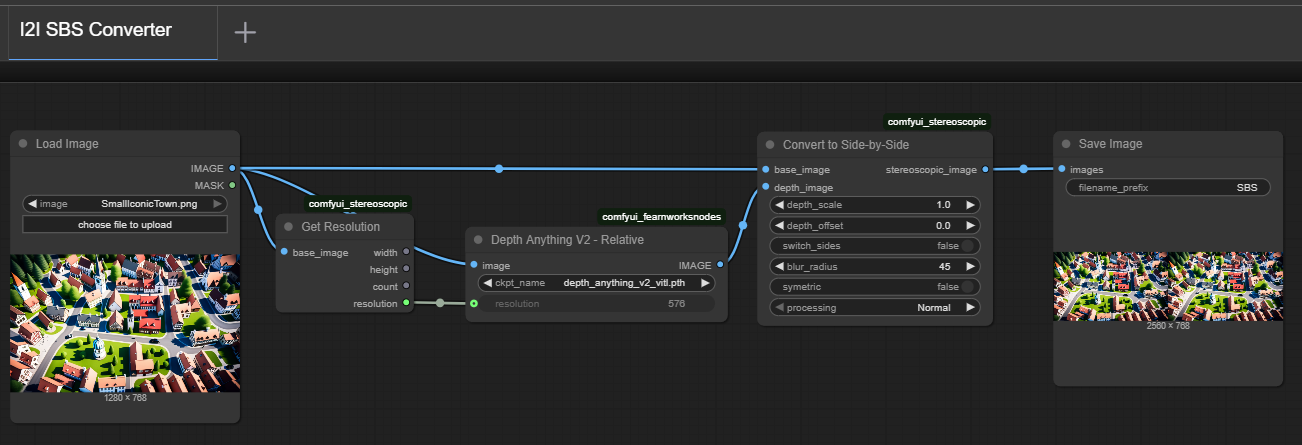 I2I SBS Converter
Load Image
IMAGE
MASK
image SmallIconicTown.png
choose file to upload
1280 × 768
comfyui_stereoscopic
Get Resolution
base_image width
height
count
resolution
comfyui_feamworksnodes
Depth Anything V2 - Relative
image IMAGE
ckpt_name depth_anything_v2_vitl.pth
resolution 576
comfyui_stereoscopic
Convert to Side-by-Side
base_image stereoscopic_image
depth_image
depth_scale 1.0
depth_offset 0.0
switch_sides false
blur_radius 45
symetric false
processing Normal
Save Image
images
filename_prefix SBS
2560 × 768